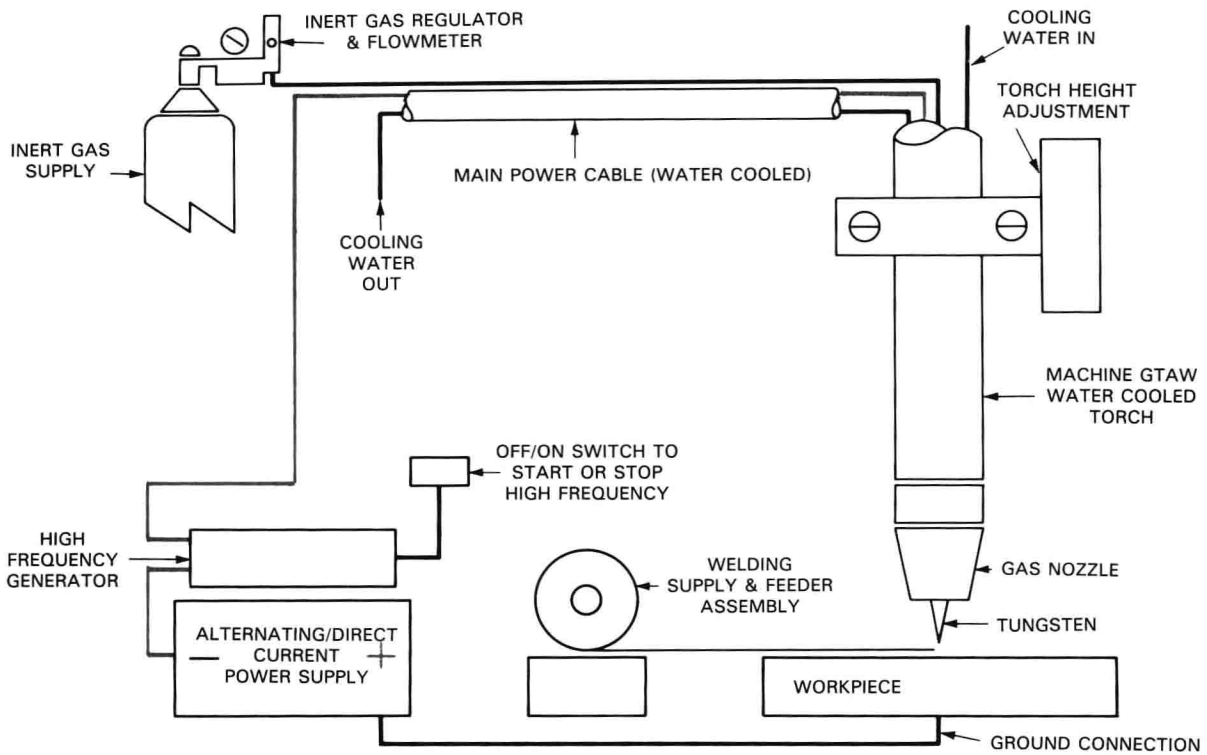 INERT GAS REGULATOR
& FLOWMETER
COOLING
WATER IN
TORCH HEIGHT
ADJUSTMENT
INERT GAS
SUPPLY
MAIN POWER CABLE (WATER COOLED)
COOLING
WATER
OUT
MACHINE GTAW
WATER COOLED
TORCH
OFF/ON SWITCH TO
START OR STOP
HIGH FREQUENCY
HIGH
FREQUENCY
GENERATOR
WELDING
SUPPLY & FEEDER
ASSEMBLY
GAS NOZZLE
TUNGSTEN
ALTERNATING/DIRECT
CURRENT
POWER SUPPLY
− +
WORKPIECE
GROUND CONNECTION